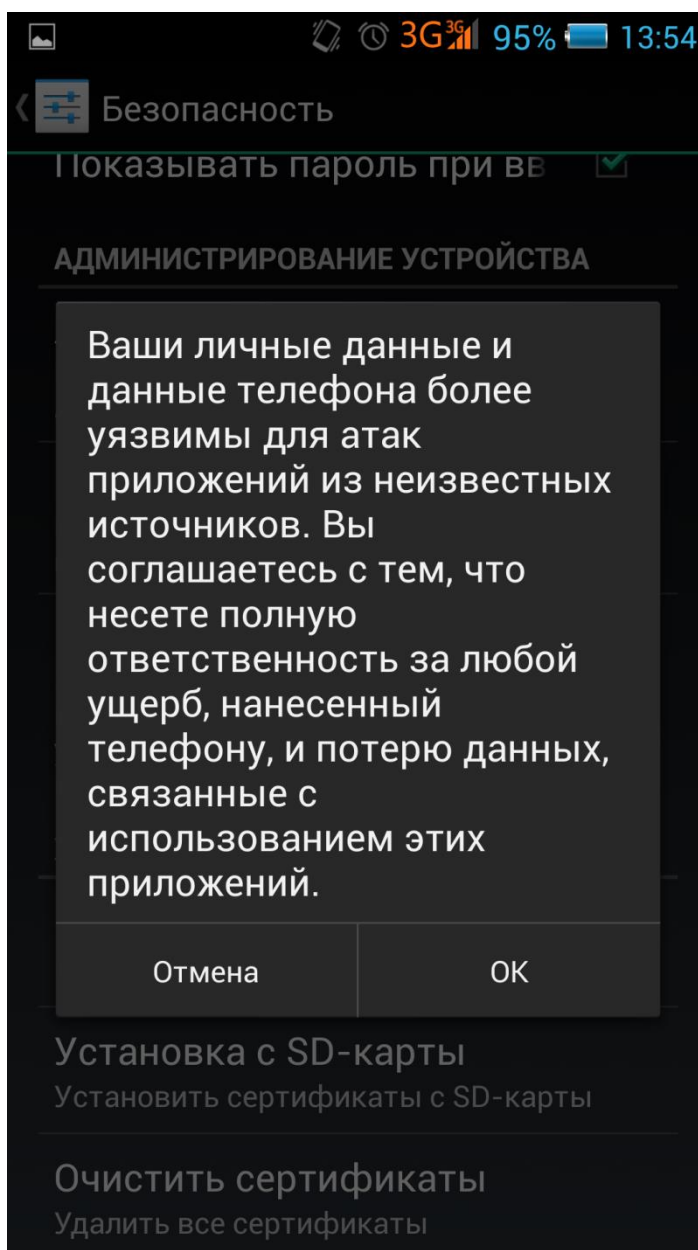 3G 3G 95% 13:54
Безопасность
Показывать пароль при вв
АДМИНИСТРИРОВАНИЕ УСТРОЙСТВА
Ваши личные данные и
данные телефона более
уязвимы для атак
приложений из неизвестных
источников. Вы
соглашаетесь с тем, что
несете полную
ответственность за любой
ущерб, нанесенный
телефону, и потерю данных,
связанные с
использованием этих
приложений.
Отмена
ОК
Установка с SD-карты
Установить сертификаты с SD-карты
Очистить сертификаты
Удалить все сертификаты